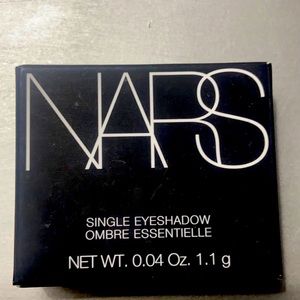 NARS
SINGLE EYESHADOW
OMBRE ESSENTIELLE
NET WT. 0.04 Oz. 1.1 g